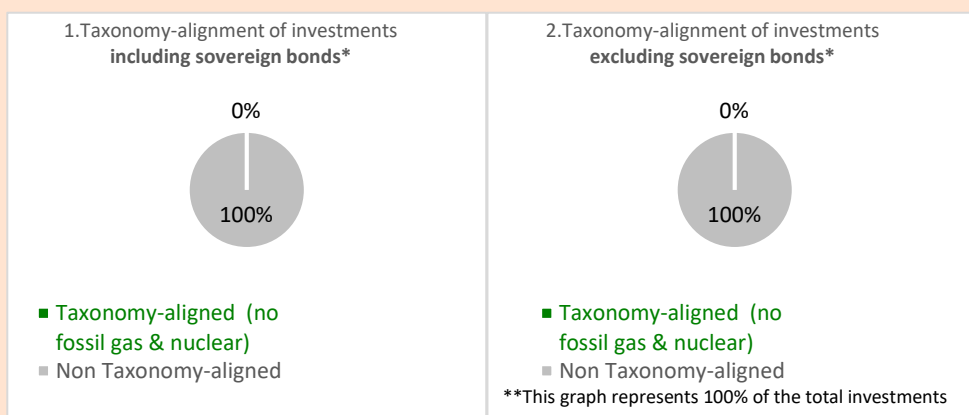 1.Taxonomy-alignment of investments
including sovereign bonds*
0%
100%
Taxonomy-aligned (no
fossil gas & nuclear)
Non Taxonomy-aligned
2.Taxonomy-alignment of investments
excluding sovereign bonds*
0%
100%
Taxonomy-aligned (no
fossil gas & nuclear)
Non Taxonomy-aligned
**This graph represents 100% of the total investments